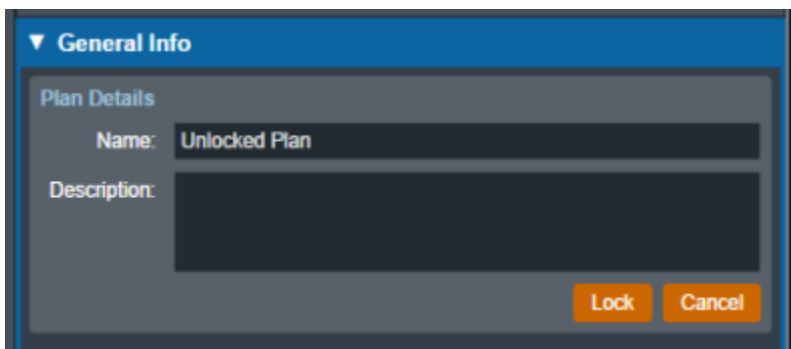 ▼ General Info
Plan Details
Name: Unlocked Plan
Description:
Lock Cancel